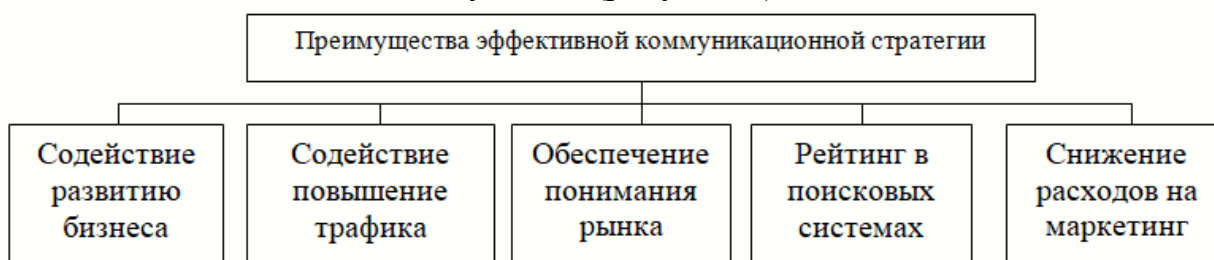 Преимущества эффективной коммуникационной стратегии
Содействие
развитию
бизнеса
Содействие
повышение
трафика
Обеспечение
понимания
рынка
Рейтинг в
поисковых
системах
Снижение
расходов на
маркетинг